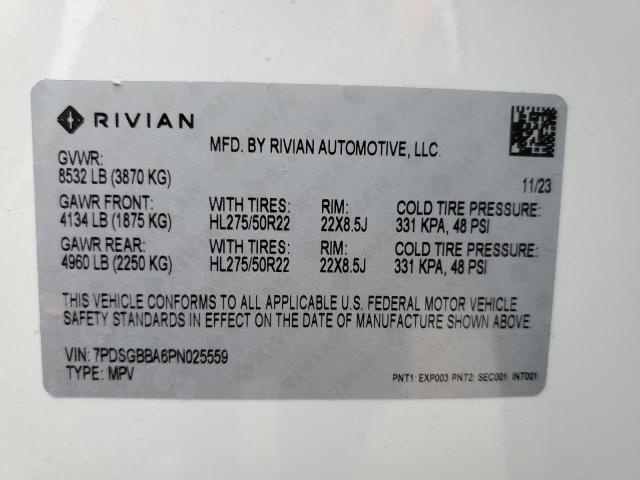 RIVIAN
MFD. BY RIVIAN AUTOMOTIVE, LLC.
GVWR:
8532 LB (3870 KG)
11/23
GAWR FRONT: WITH TIRES: RIM: COLD TIRE PRESSURE:
4134 LB (1875 KG) HL275/50R22 22X8.5J 331 KPA, 48 PSI
GAWR REAR: WITH TIRES: RIM: COLD TIRE PRESSURE:
4960 LB (2250 KG) HL275/50R22 22X8.5J 331 KPA, 48 PSI
THIS VEHICLE CONFORMS TO ALL APPLICABLE U.S. FEDERAL MOTOR VEHICLE
SAFETY STANDARDS IN EFFECT ON THE DATE OF MANUFACTURE SHOWN ABOVE.
VIN: 7PDSGBBA6PN025559
TYPE: MPV
PNT1: EXP003 PNT2: SEC001: INT001